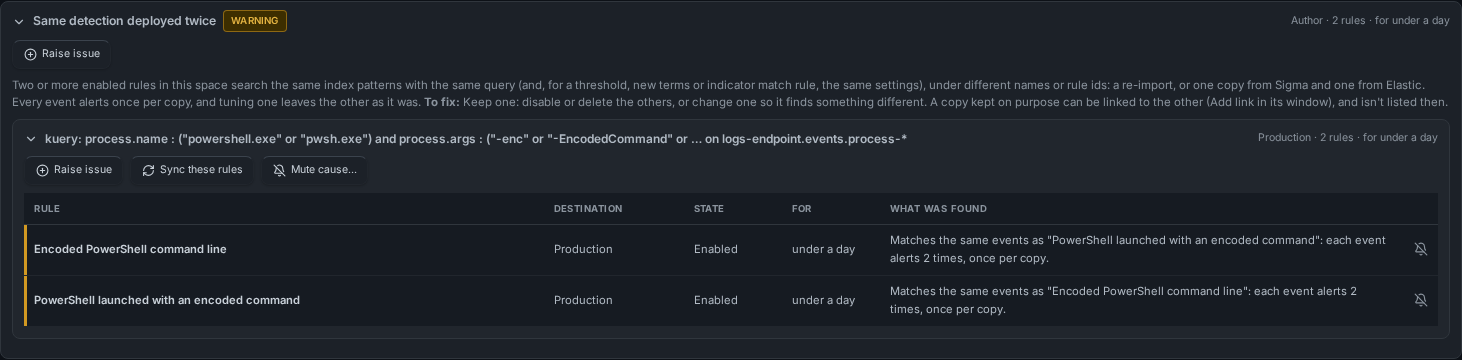 Same detection deployed twice WARNING Author · 2 rules · for under a day
Raise issue
Two or more enabled rules in this space search the same index patterns with the same query (and, for a threshold, new terms or indicator match rule, the same settings), under different names or rule ids: a re-import, or one copy from Sigma and one from Elastic.
Every event alerts once per copy, and tuning one leaves the other as it was. To fix: Keep one: disable or delete the others, or change one so it finds something different. A copy kept on purpose can be linked to the other (Add link in its window), and isn't listed then.
kuery: process.name : ("powershell.exe" or "pwsh.exe") and process.args : ("-enc" or "-EncodedCommand" or ... on logs-endpoint.events.process-* Production · 2 rules · for under a day
Raise issue Sync these rules Mute cause...
RULE DESTINATION STATE FOR WHAT WAS FOUND
Encoded PowerShell command line Production Enabled under a day Matches the same events as "PowerShell launched with an encoded command": each event
alerts 2 times, once per copy.
PowerShell launched with an encoded command Production Enabled under a day Matches the same events as "Encoded PowerShell command line": each event alerts 2
times, once per copy.